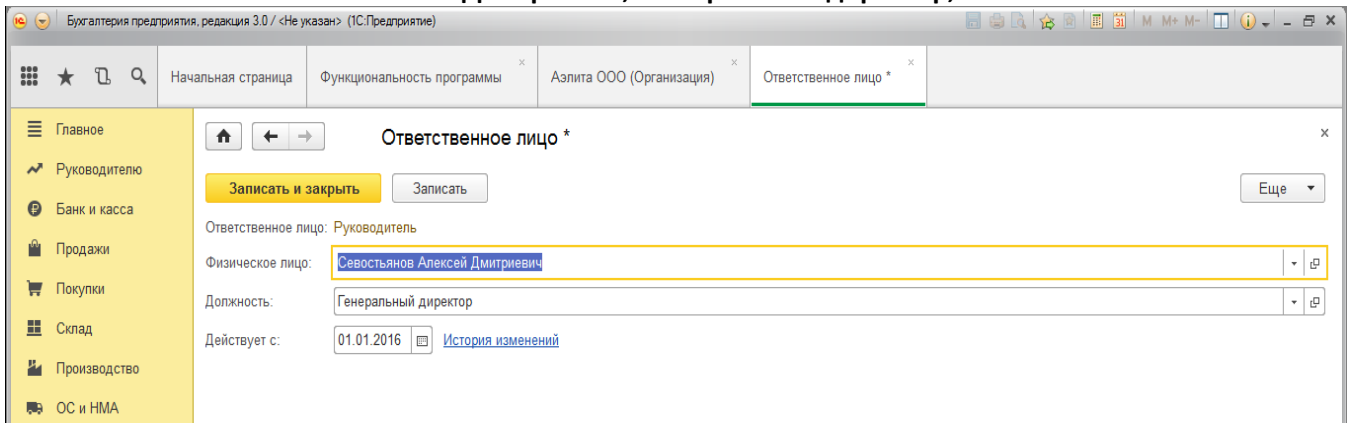 Бухгалтерия предприятия, редакция 3.0 / <Не указан> (1С:Предприятие)
M M+ M-
Начальная страница
Функциональность программы
Аэлита ООО (Организация)
Ответственное лицо *
Главное
Руководителю
Банк и касса
Продажи
Покупки
Склад
Производство
ОС и НМА
Ответственное лицо *
Записать и закрыть
Записать
Еще
Ответственное лицо: Руководитель
Физическое лицо: Севостьянов Алексей Дмитриевич
Должность: Генеральный директор
Действует с: 01.01.2016 История изменений